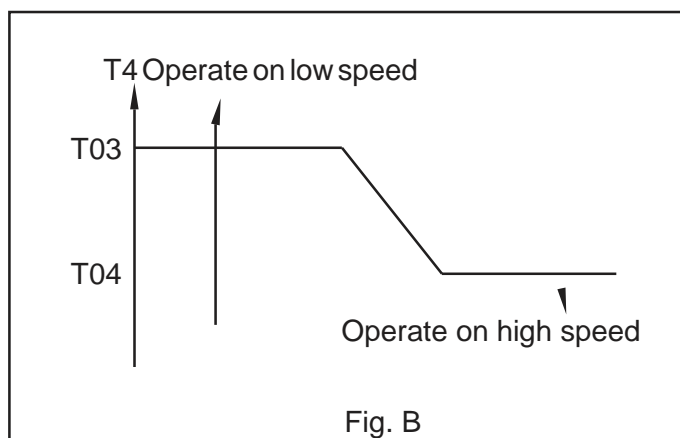 T4 Operate on low speed
T03
T04
Operate on high speed
Fig. B